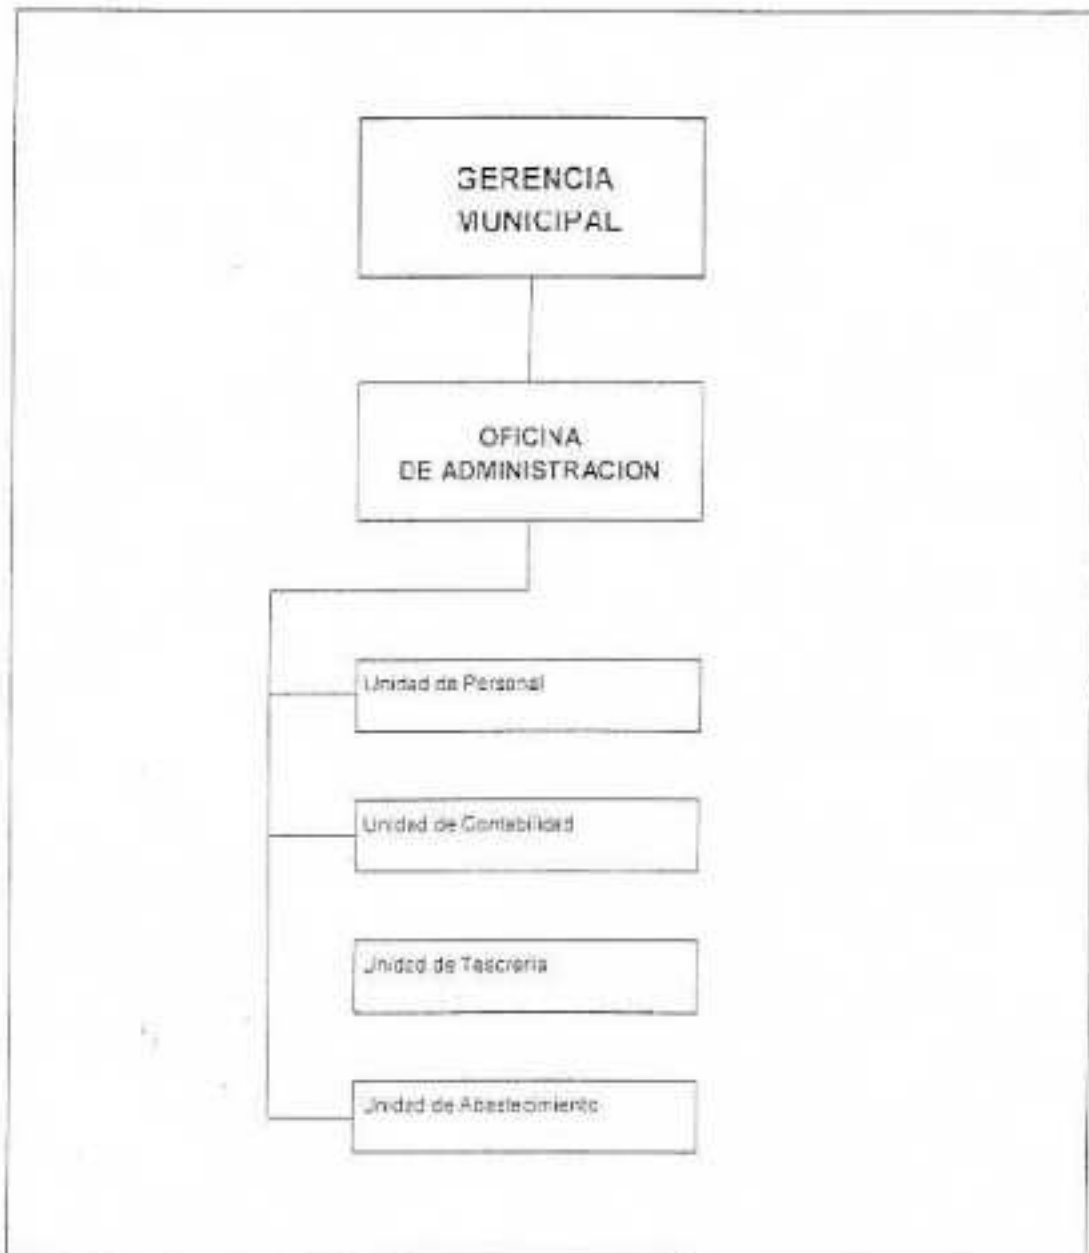 GERENCIA
MUNICIPAL
OFICINA
DE ADMINISTRACION
Unidad de Personal
Unidad de Contabilidad
Unidad de Tesoreria
Unidad de Abastecimiento